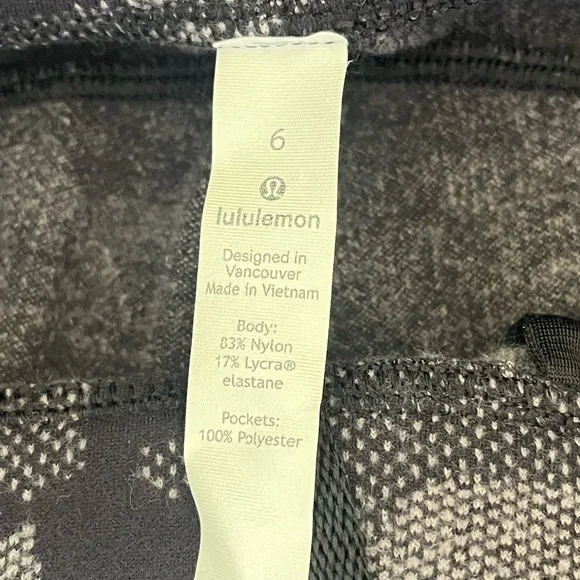 6
lululemon
Designed in
Vancouver
Made in Vietnam
Body:
83% Nylon
17% Lycra®
elastane
Pockets:
100% Polyester